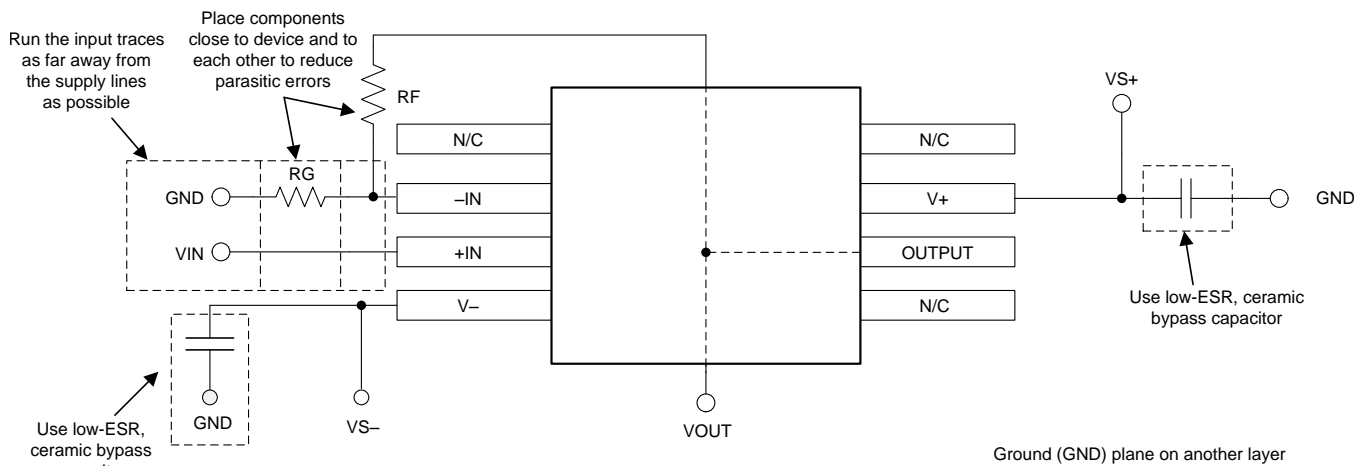 Place components
close to device and to
each other to reduce
parasitic errors
Run the input traces
as far away from
the supply lines
as possible
RF
VS+
N/C
N/C
RG
GND
–IN
V+
GND
VIN
+IN
OUTPUT
V–
N/C
Use low-ESR, ceramic
bypass capacitor
GND
VS–
VOUT
Use low-ESR,
ceramic bypass
Ground (GND) plane on another layer